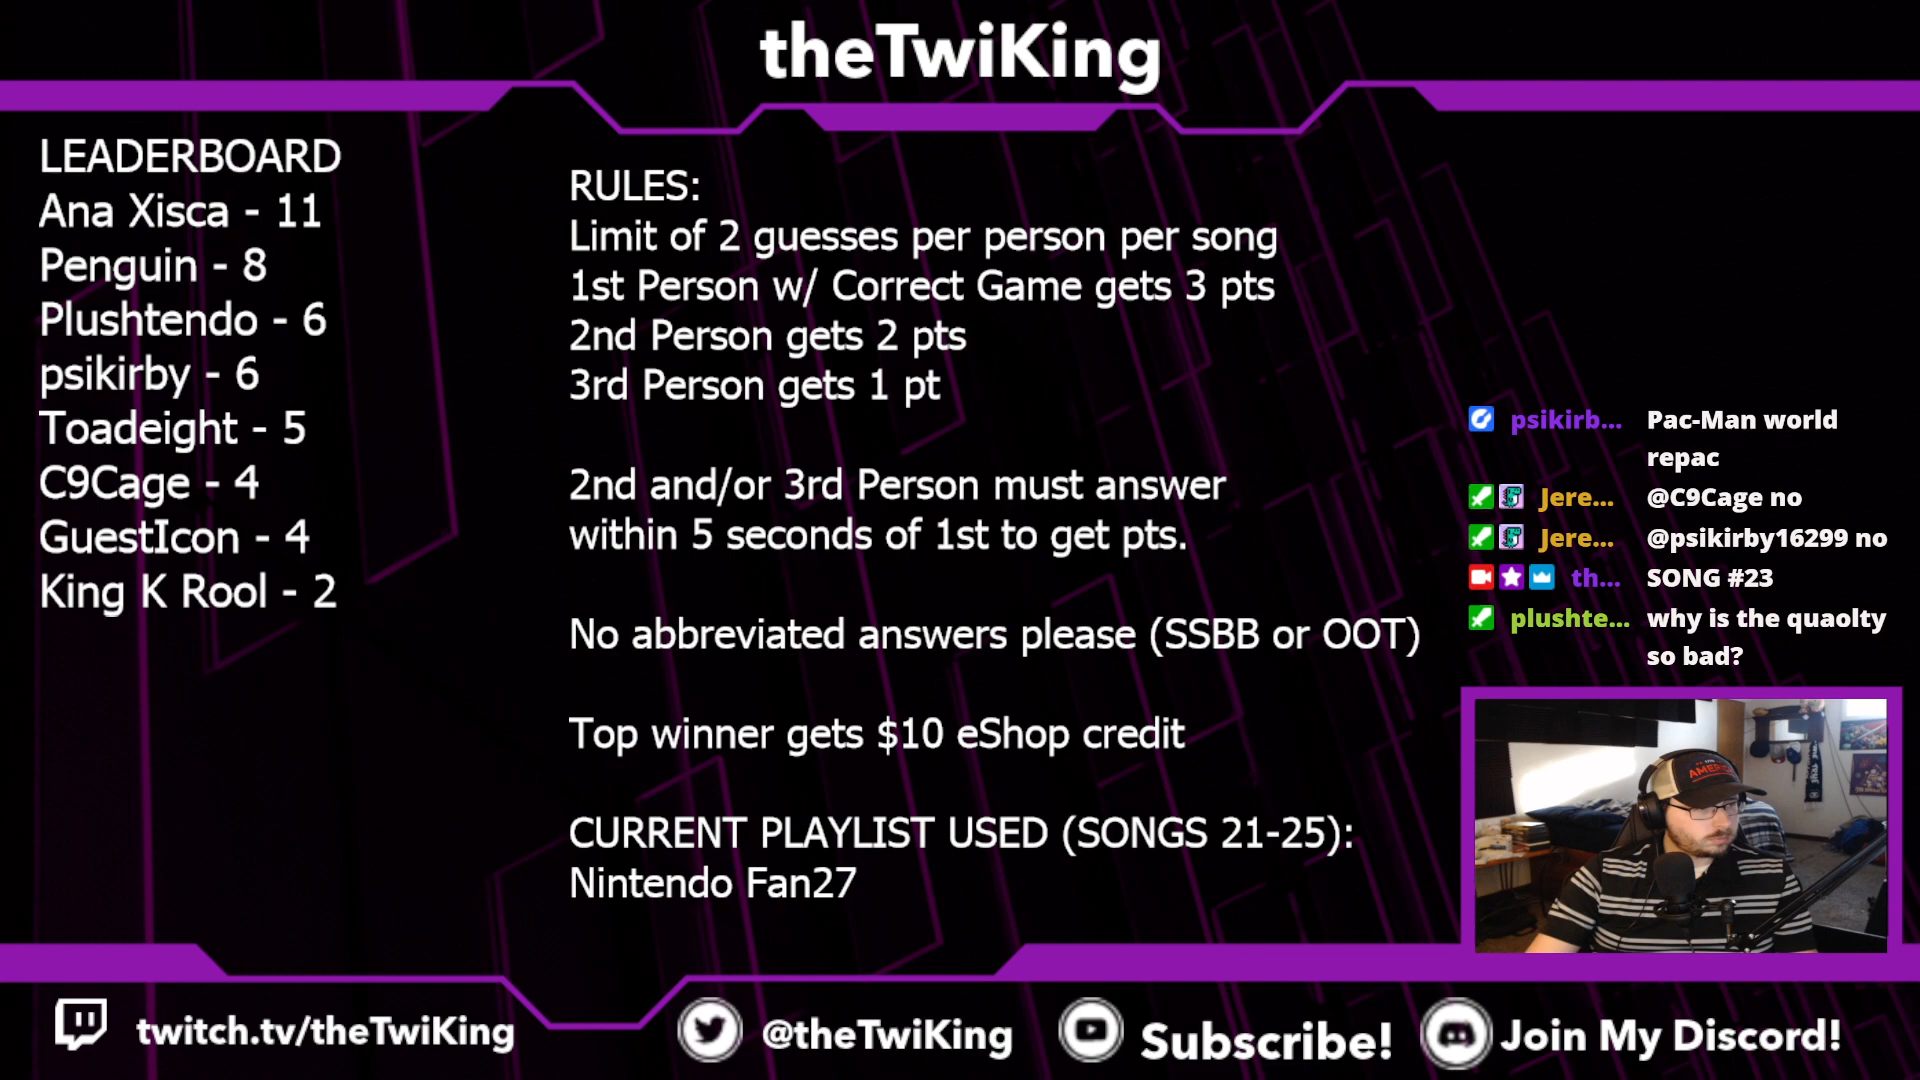 theTwiKing
LEADERBOARD
Ana Xisca - 11
Penguin - 8
Plushtendo - 6
psikirby - 6
Toadeight - 5
C9Cage - 4
GuestIcon - 4
King K Rool - 2
RULES:
Limit of 2 guesses per person per song
1st Person w/ Correct Game gets 3 pts
2nd Person gets 2 pts
3rd Person gets 1 pt
2nd and/or 3rd Person must answer
within 5 seconds of 1st to get pts.
No abbreviated answers please (SSBB or OOT)
Top winner gets $10 eShop credit
CURRENT PLAYLIST USED (SONGS 21-25):
Nintendo Fan27
psikirb... Pac-Man world
repac
Jere... @C9Cage no
Jere... @psikirby16299 no
th... SONG #23
plushte... why is the quaolty
so bad?
AMERICA
twitch.tv/theTwiKing
@theTwiKing
Subscribe!
Join My Discord!